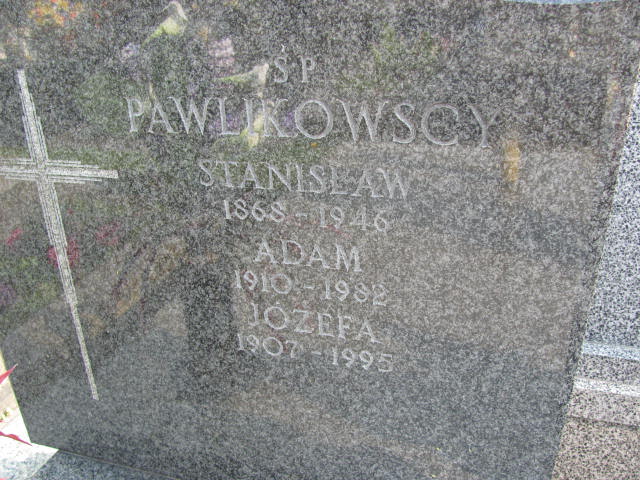 ŚP
PAWLIKOWSCY
STANISŁAW
1868-1946
ADAM
1910-1982
JÓZEFA
1907-1995